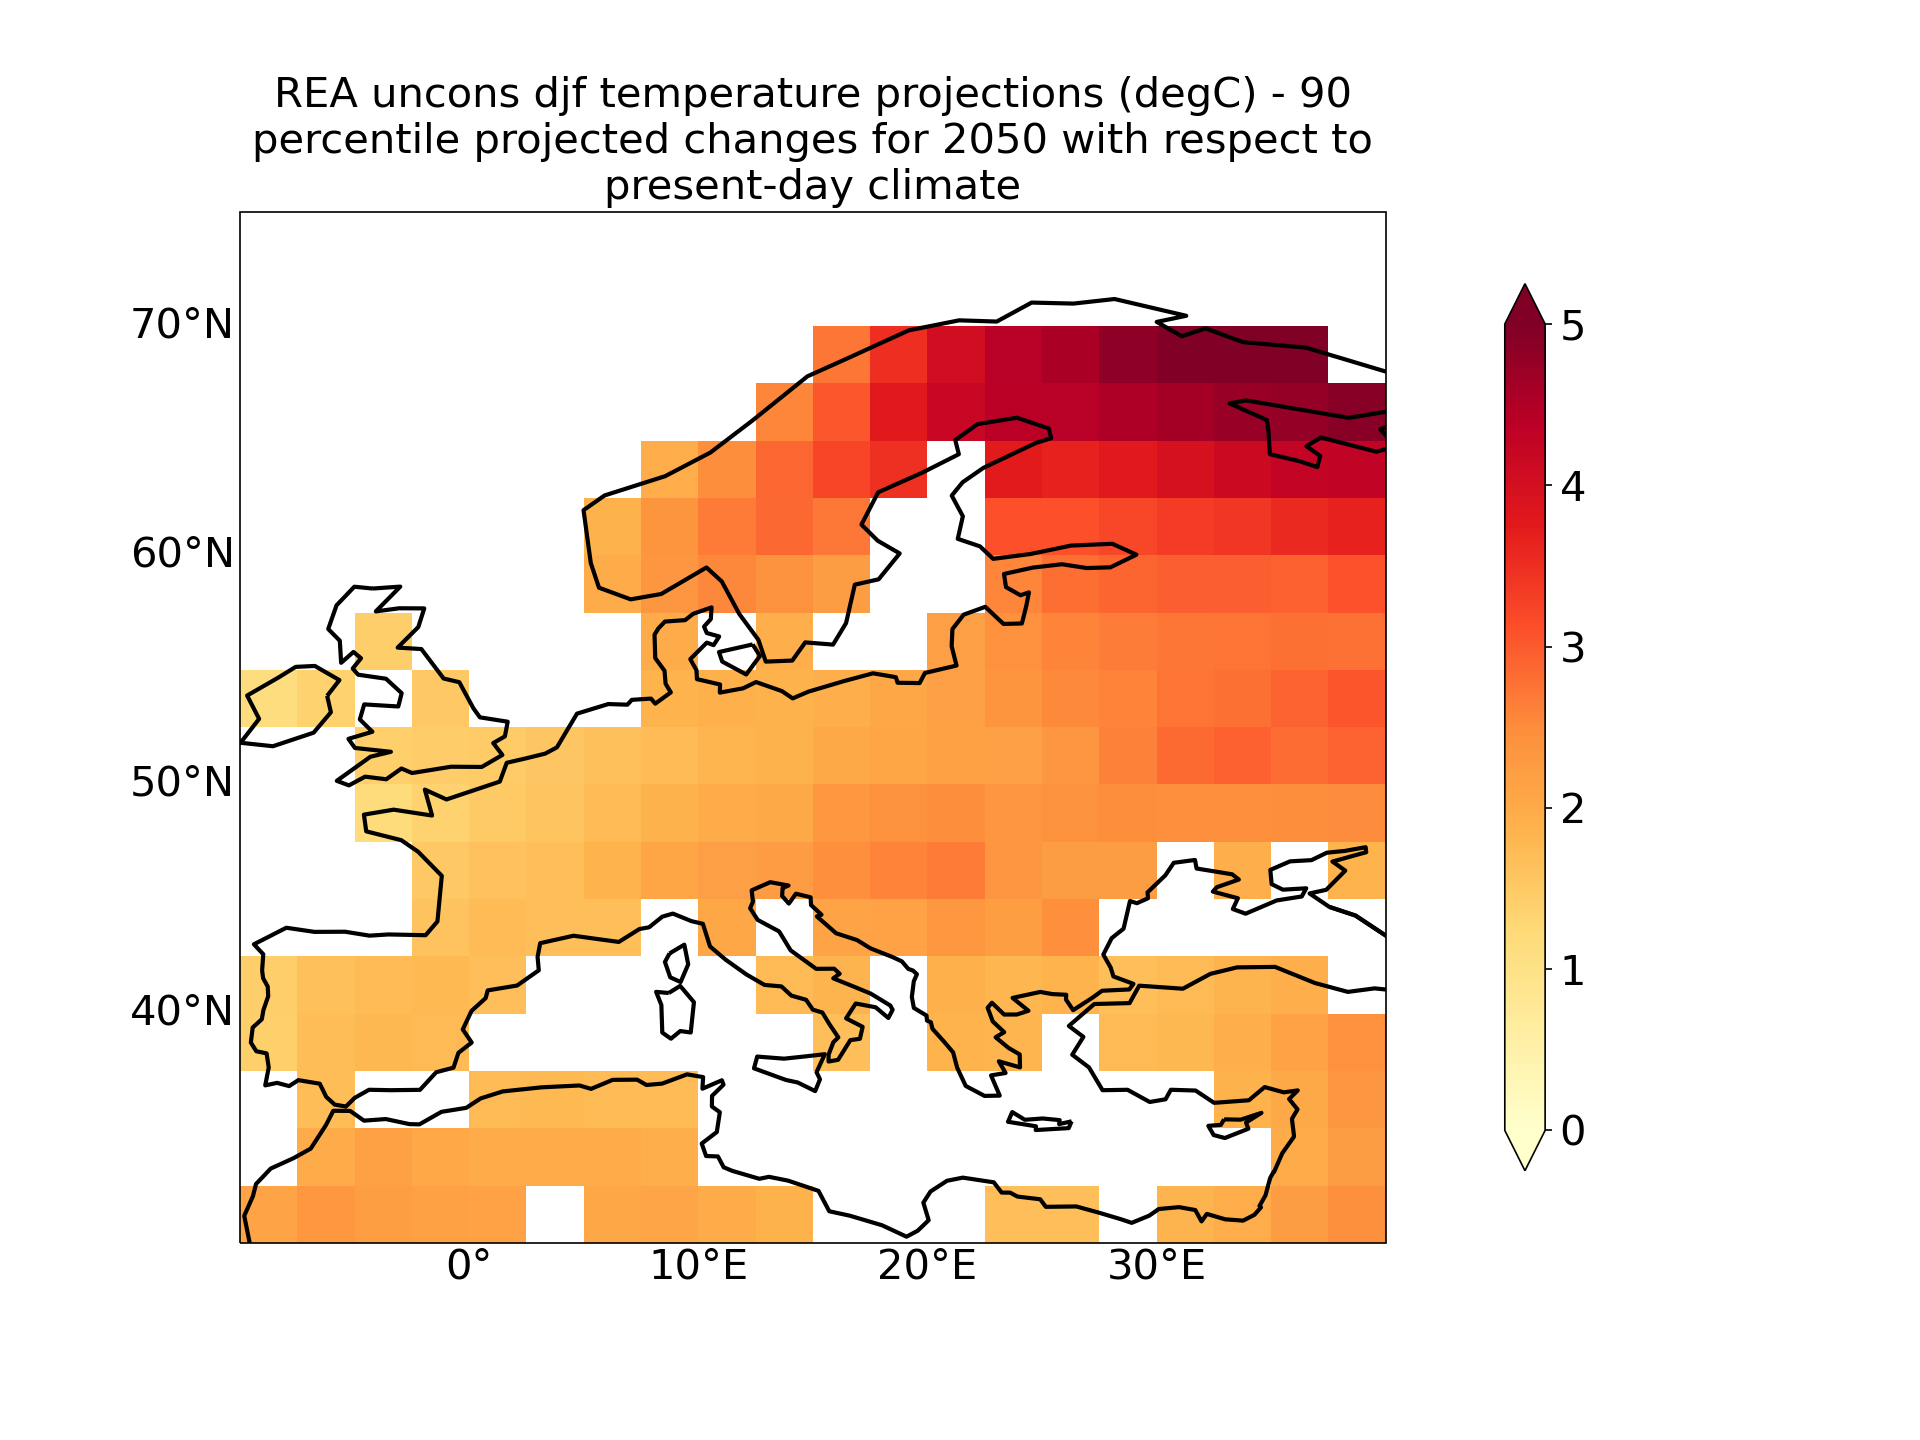 REA uncons djf temperature projections (degC) - 90
percentile projected changes for 2050 with respect to
present-day climate
70°N
60°N
50°N
40°N
0°
10°E
20°E
30°E
5
4
3
2
1
0